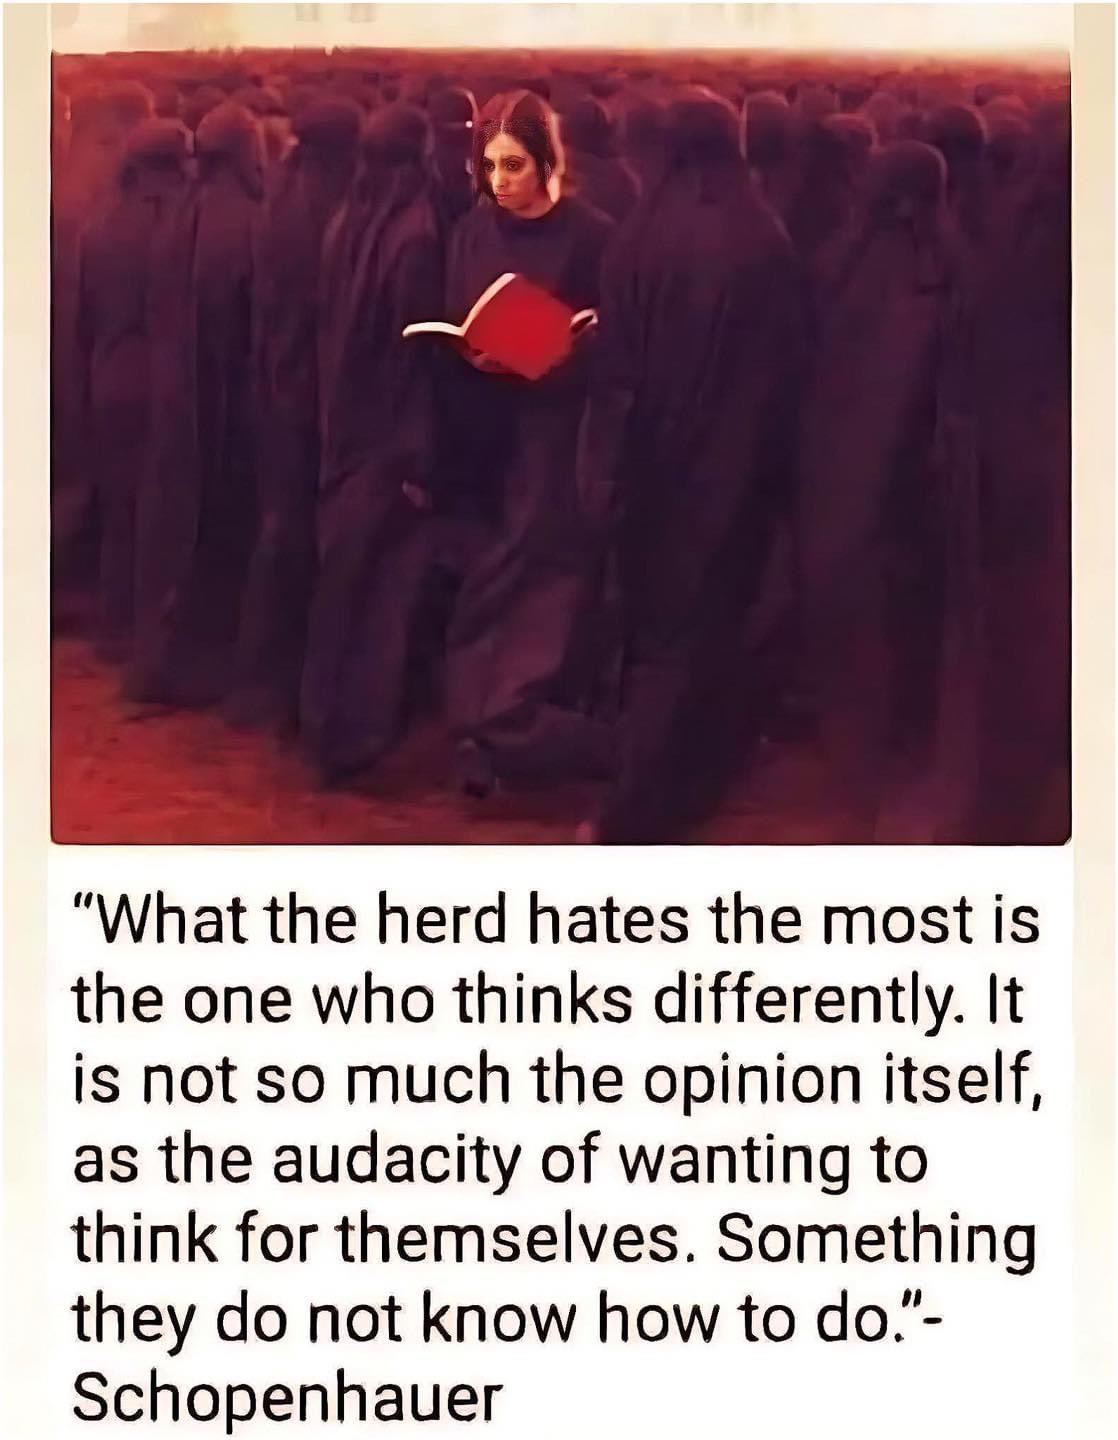 “What the herd hates the most is
the one who thinks differently. It
is not so much the opinion itself,
as the audacity of wanting to
think for themselves. Something
they do not know how to do.”-
Schopenhauer